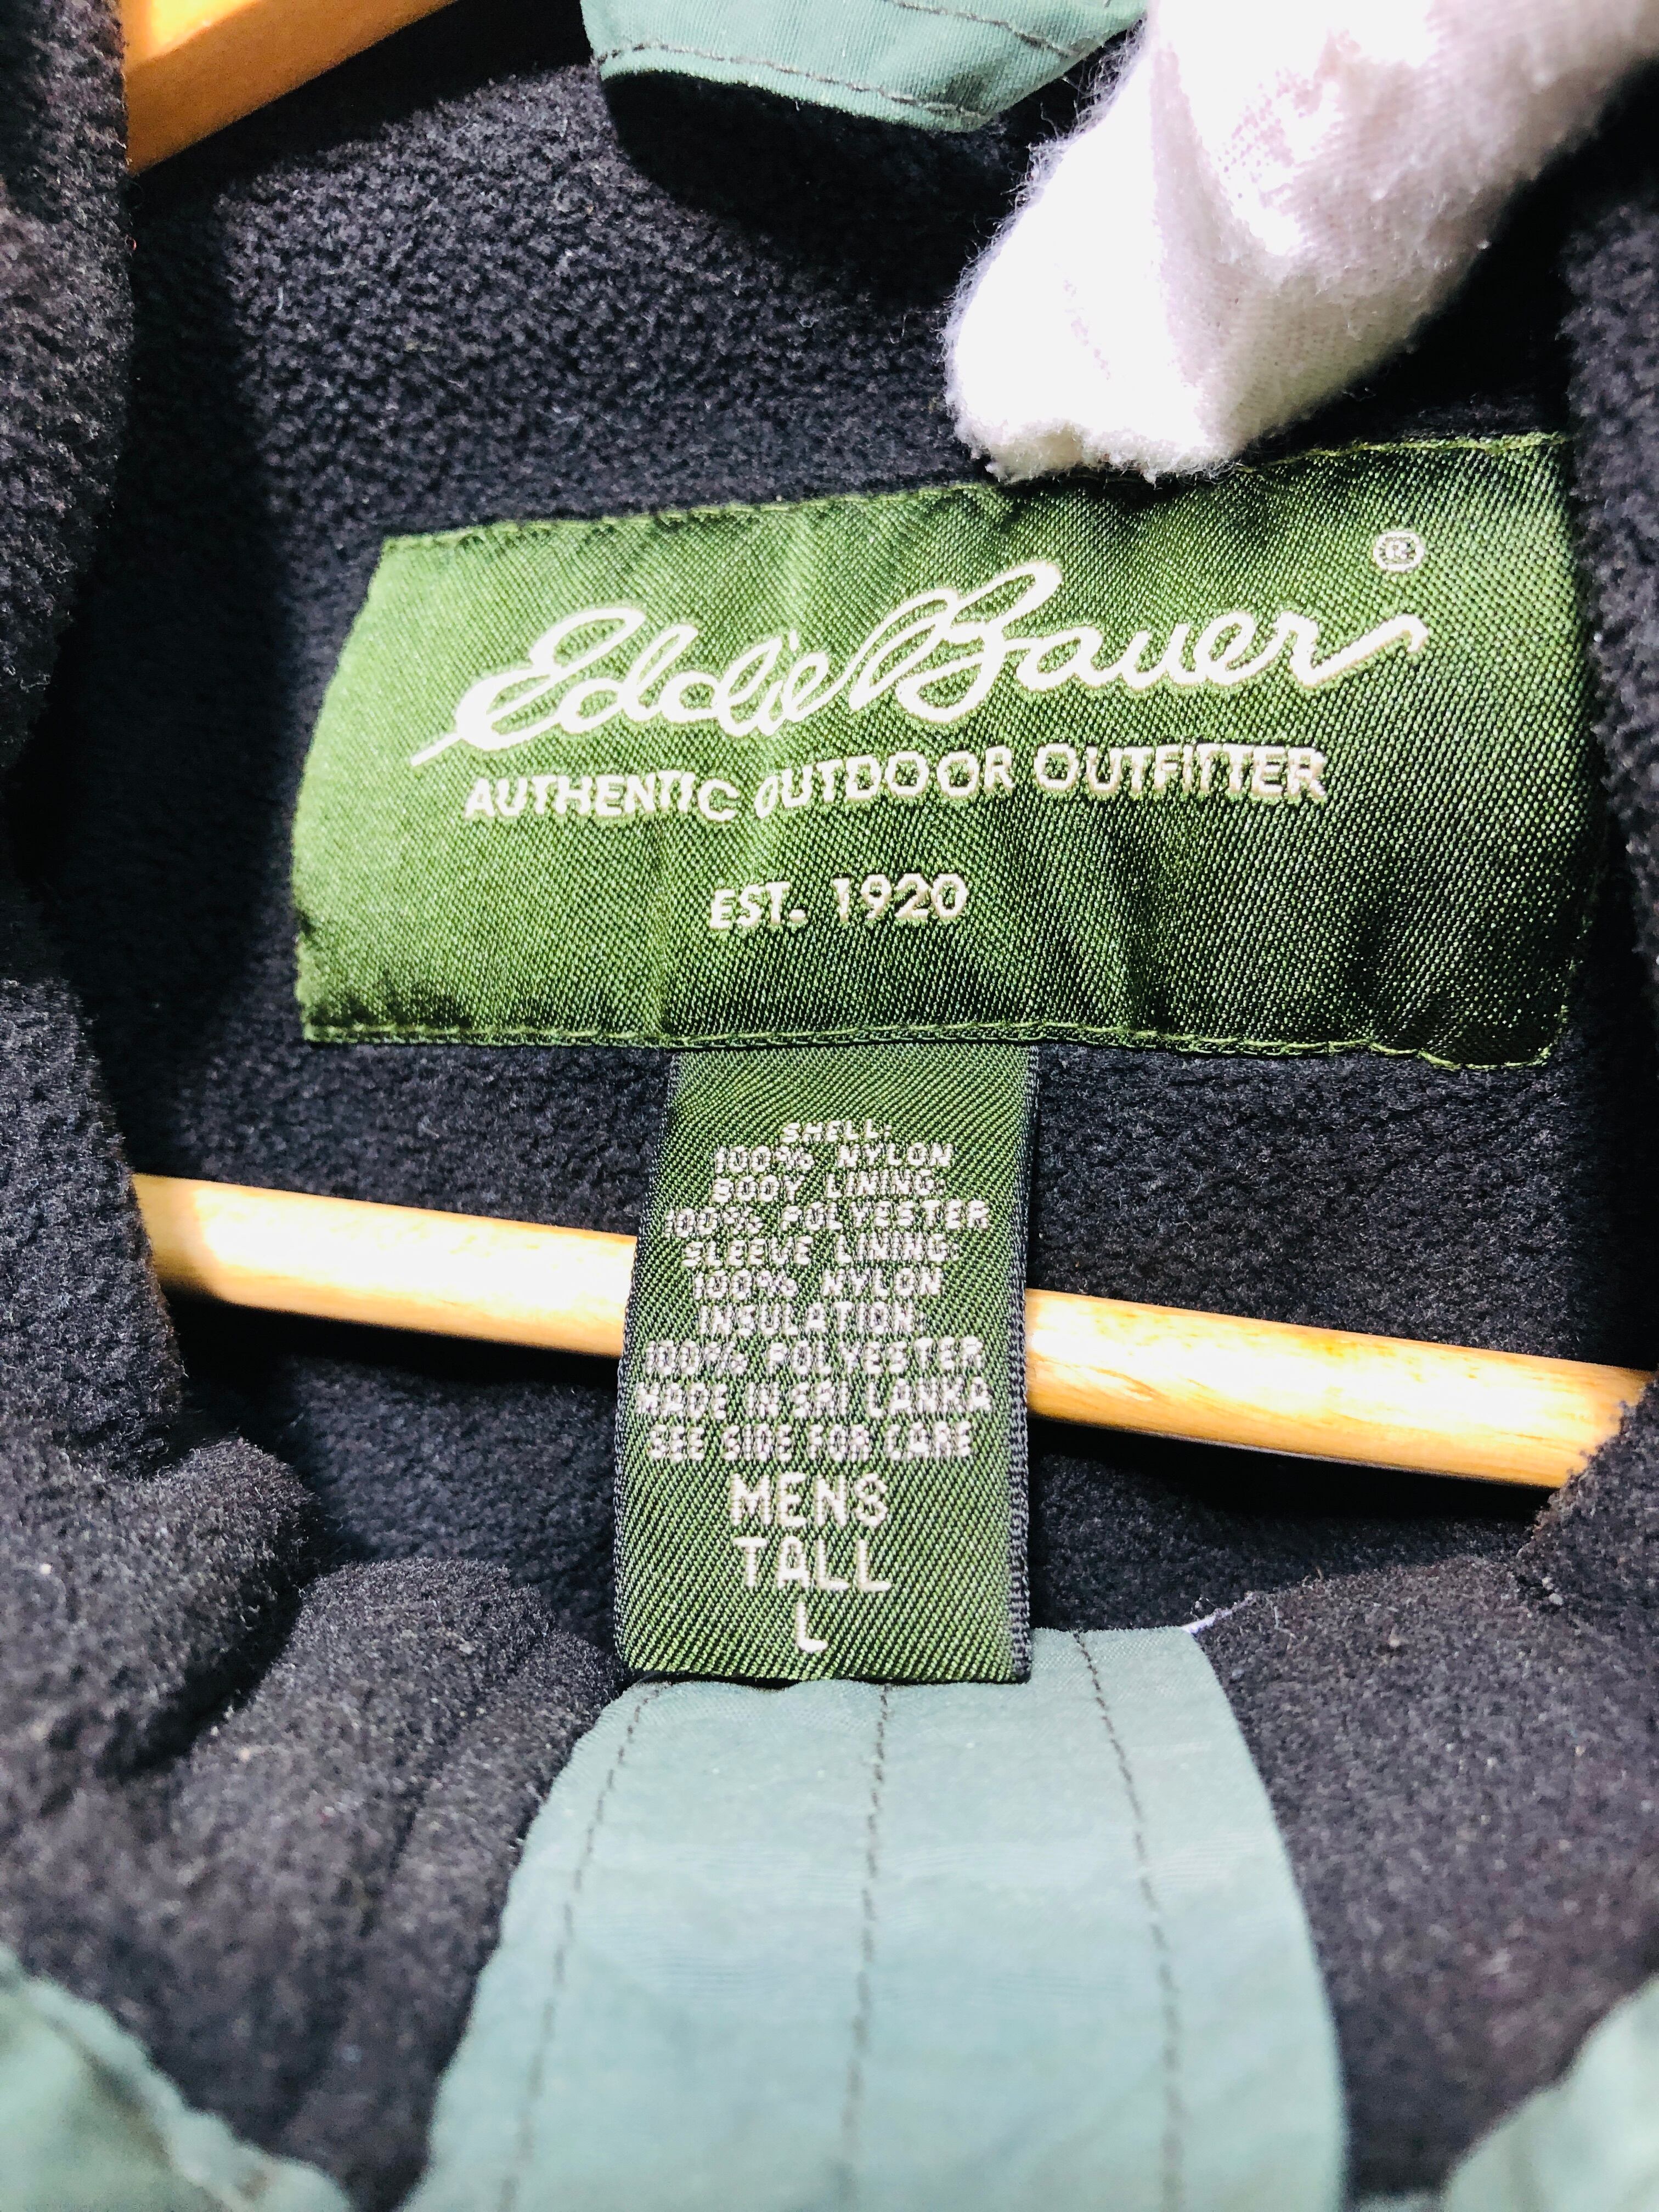 Eddie Bauer ®
AUTHENTIC OUTDOOR OUTFITTER
EST. 1920
SHELL:
100% NYLON
BODY LINING:
100% POLYESTER
SLEEVE LINING:
100% NYLON
INSULATION:
100% POLYESTER
MADE IN SRI LANKA
SEE SIDE FOR CARE
MENS
TALL
L